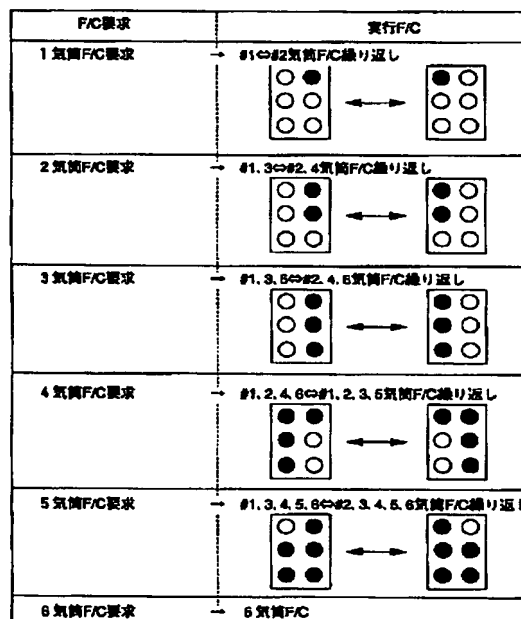 F/C要求 実行F/C
1 気筒F/C要求 → #1⇔#2気筒F/C繰り返し
2 気筒F/C要求 → #1, 3⇔#2, 4気筒F/C繰り返し
3 気筒F/C要求 → #1, 3, 5⇔#2, 4, 6気筒F/C繰り返し
4 気筒F/C要求 → #1, 2, 4, 6⇔#1, 2, 3, 5気筒F/C繰り返し
5 気筒F/C要求 → #1, 3, 4, 5, 6⇔#2, 3, 4, 5, 6気筒F/C繰り返し
6 気筒F/C要求 → 6 気筒F/C